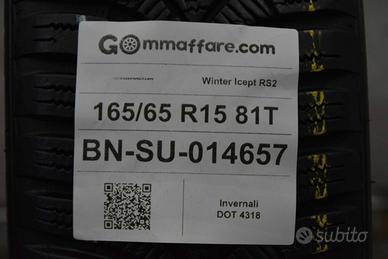 GOmmaffare.com
Winter Icept RS2
165/65 R15 81T
BN-SU-014657
Invernali
DOT 4318
subito